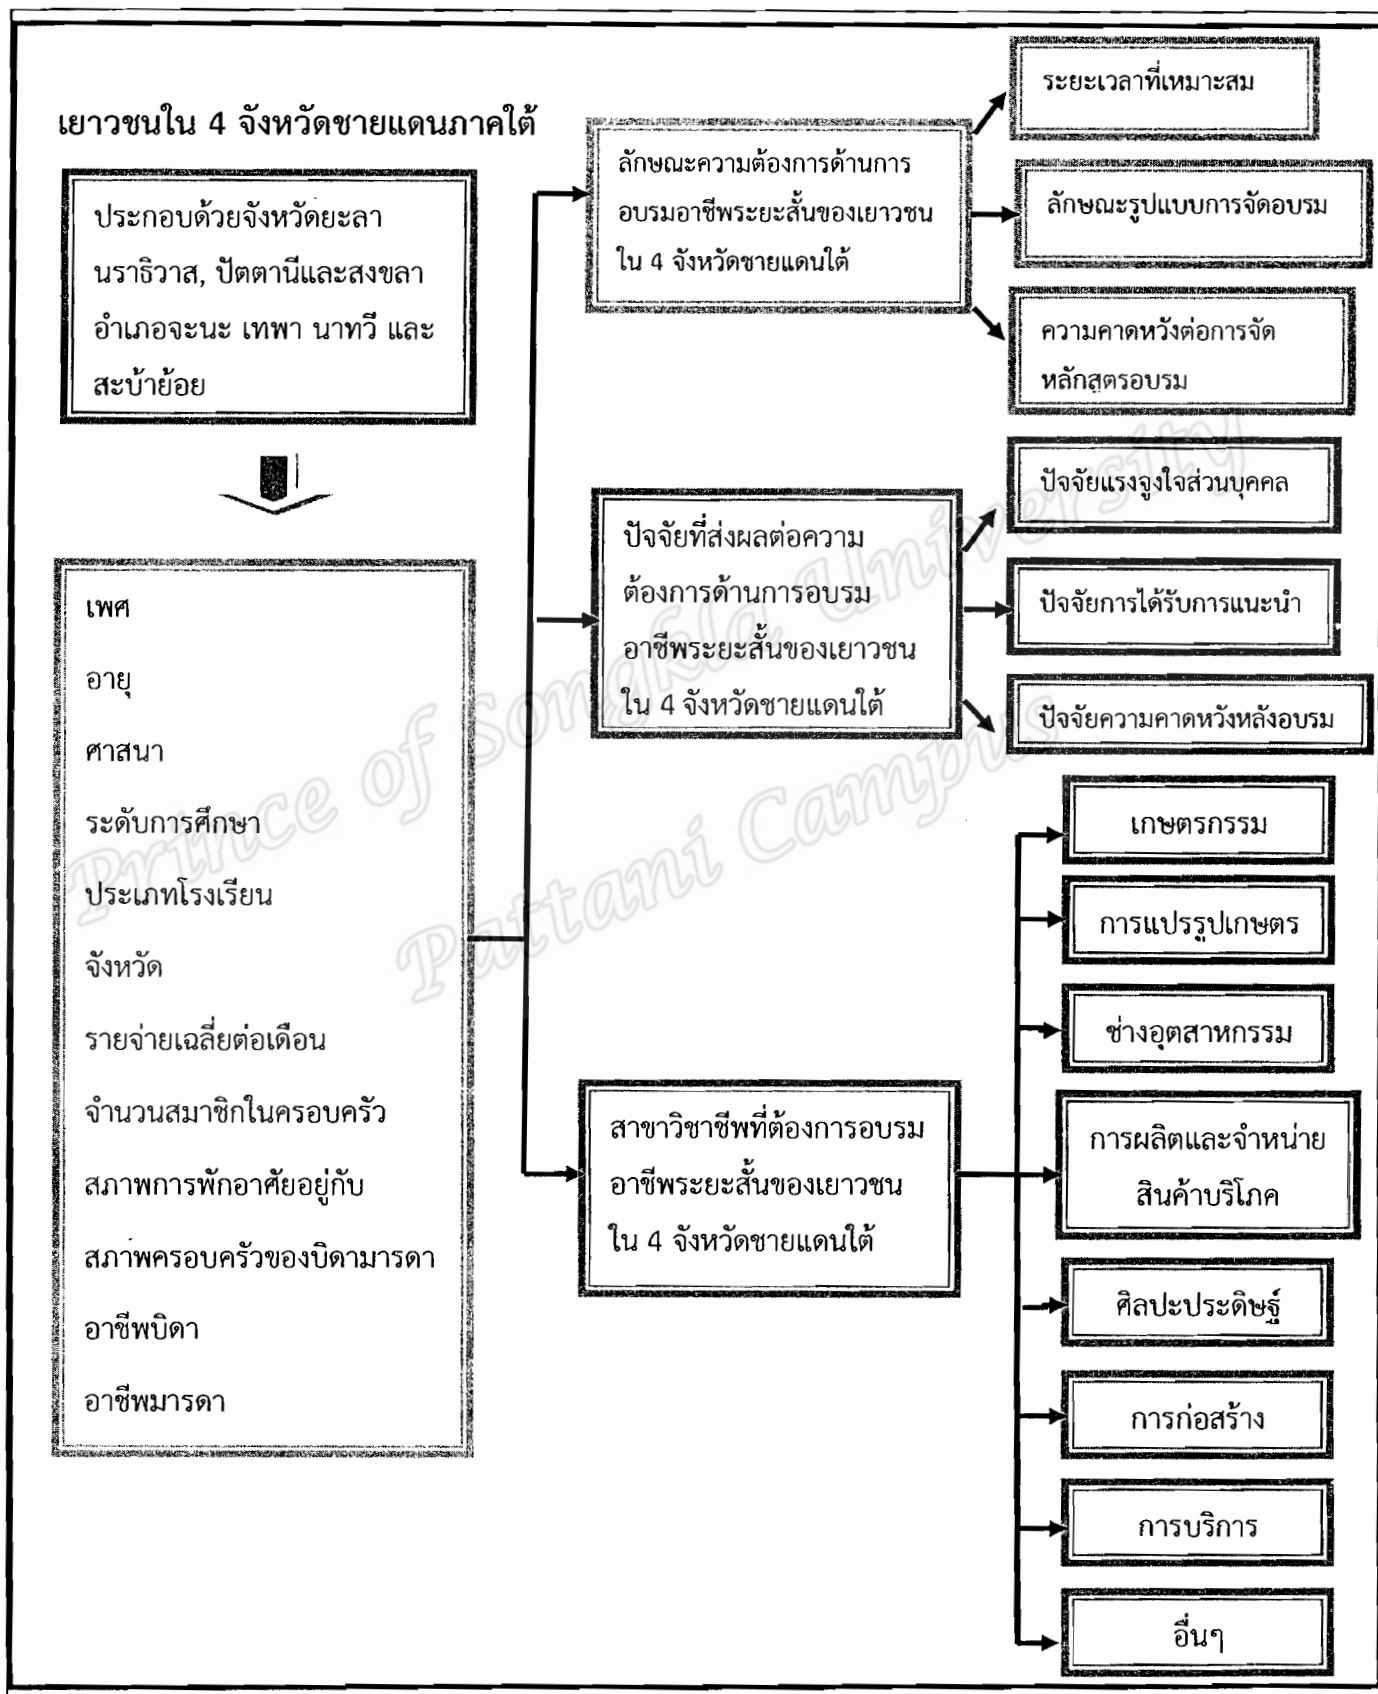 เยาวชนใน 4 จังหวัดชายแดนภาคใต้
ประกอบด้วยจังหวัดยะลา
นราธิวาส, ปัตตานีและสงขลา
อำเภอจะนะ เทพา นาทวี และ
สะบ้าย้อย
เพศ
อายุ
ศาสนา
ระดับการศึกษา
ประเภทโรงเรียน
จังหวัด
รายจ่ายเฉลี่ยต่อเดือน
จำนวนสมาชิกในครอบครัว
สภาพการพักอาศัยอยู่กับ
สภาพครอบครัวของบิดามารดา
อาชีพบิดา
อาชีพมารดา
ลักษณะความต้องการด้านการ
อบรมอาชีพระยะสั้นของเยาวชน
ใน 4 จังหวัดชายแดนใต้
ระยะเวลาที่เหมาะสม
ลักษณะรูปแบบการจัดอบรม
ความคาดหวังต่อการจัด
หลักสูตรอบรม
ปัจจัยที่ส่งผลต่อความ
ต้องการด้านการอบรม
อาชีพระยะสั้นของเยาวชน
ใน 4 จังหวัดชายแดนใต้
ปัจจัยแรงจูงใจส่วนบุคคล
ปัจจัยการได้รับการแนะนำ
ปัจจัยความคาดหวังหลังอบรม
สาขาวิชาชีพที่ต้องการอบรม
อาชีพระยะสั้นของเยาวชน
ใน 4 จังหวัดชายแดนใต้
เกษตรกรรม
การแปรรูปเกษตร
ช่างอุตสาหกรรม
การผลิตและจำหน่าย
สินค้าบริโภค
ศิลปะประดิษฐ์
การก่อสร้าง
การบริการ
อื่นๆ
Prince of Songkla University
Pattani Campus